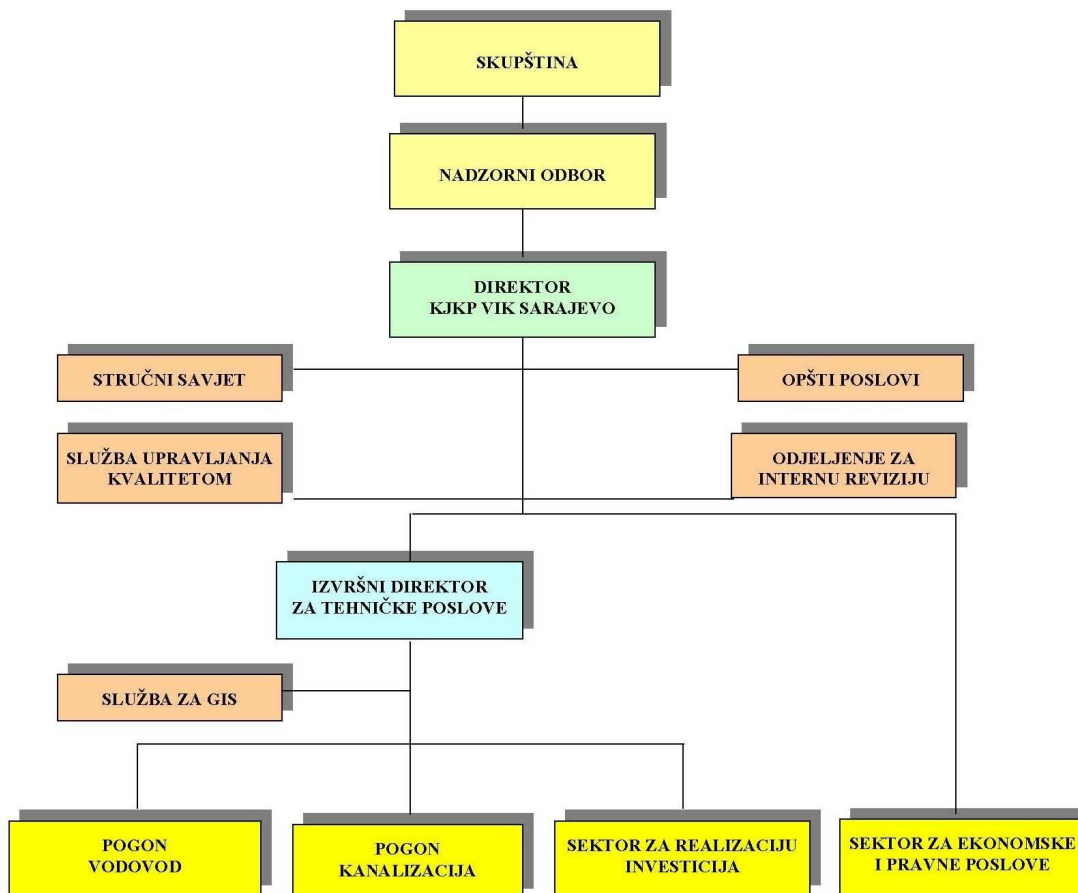 SKUPŠTINA
NADZORNI ODBOR
DIREKTOR
KJKP VIK SARAJEVO
STRUČNI SAVJET
OPŠTI POSLOVI
SLUŽBA UPRAVLJANJA
KVALITETOM
ODJELJENJE ZA
INTERNU REVIZIJU
IZVRŠNI DIREKTOR
ZA TEHNIČKE POSLOVE
SLUŽBA ZA GIS
POGON
VODOVOD
POGON
KANALIZACIJA
SEKTOR ZA REALIZACIJU
INVESTICIJA
SEKTOR ZA EKONOMSKE
I PRAVNE POSLOVE